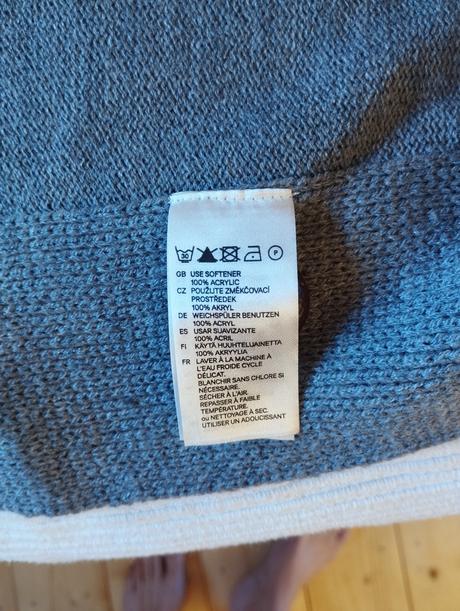 30 P
GB USE SOFTENER
100% ACRYLIC
CZ POUŽIJTE ZMĚKČOVACÍ
PROSTŘEDEK
100% AKRYL
DE WEICHSPÜLER BENUTZEN
100% ACRYL
ES USAR SUAVIZANTE
100% ACRIL
FI KÄYTÄ HUUHTELUAINETTA
100% AKRYYLIA
FR LAVER À LA MACHINE À
L'EAU FROIDE CYCLE
DÉLICAT.
BLANCHIR SANS CHLORE SI
NÉCESSAIRE.
SÉCHER À L'AIR.
REPASSER À FAIBLE
TEMPÉRATURE.
ou NETTOYAGE À SEC.
UTILISER UN ADOUCISSANT